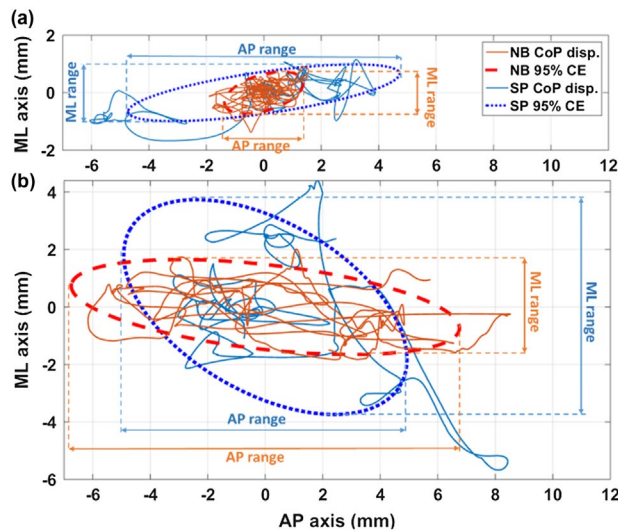 (a)
2
0
-2
ML axis (mm)
AP range
ML range
ML range
AP range
NB CoP disp.
NB 95% CE
SP CoP disp.
SP 95% CE
-6 -4 -2 0 2 4 6 8 10 12
(b)
4
2
0
-2
-4
-6
ML axis (mm)
ML range
ML range
AP range
AP range
-6 -4 -2 0 2 4 6 8 10 12
AP axis (mm)